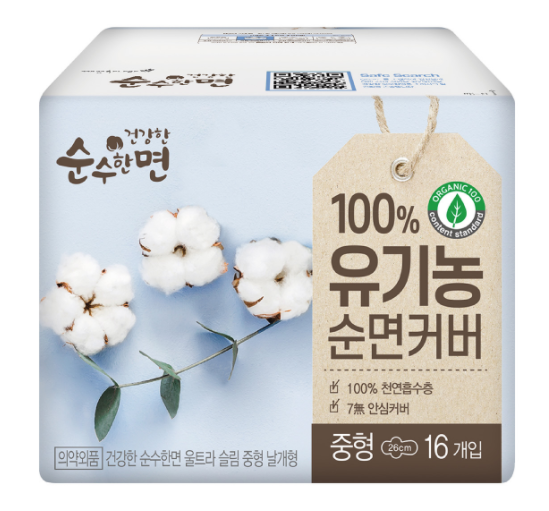 Safe Search
건강한
순수한면
100%
ORGANIC 100
content standard
유기농
순면커버
100% 천연흡수층
7無 안심커버
중형 26cm 16 개입
의약외품 건강한 순수한면 울트라 슬림 중형 날개형